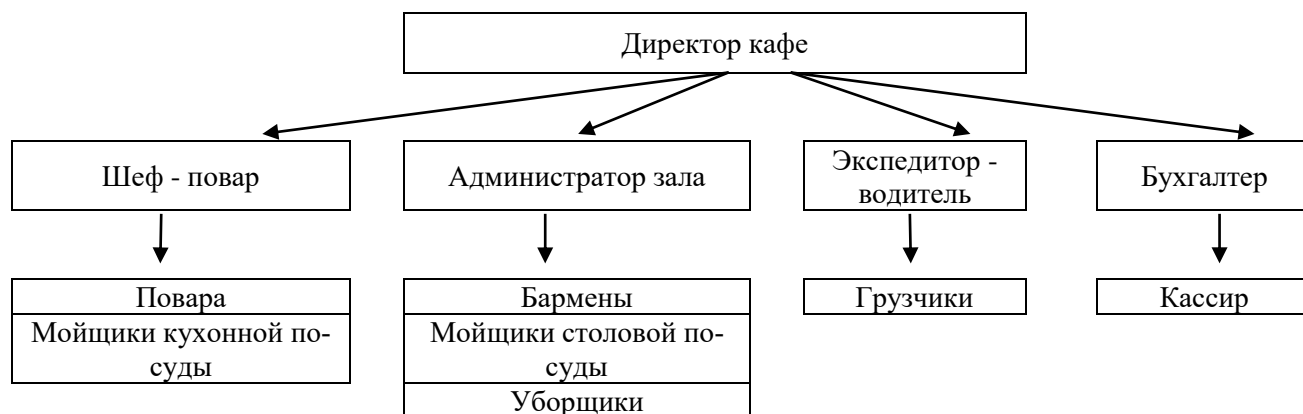 Директор кафе
Шеф - повар
Администратор зала
Экспедитор -
водитель
Бухгалтер
Повара
Мойщики кухонной по-
суды
Бармены
Мойщики столовой по-
суды
Уборщики
Грузчики
Кассир